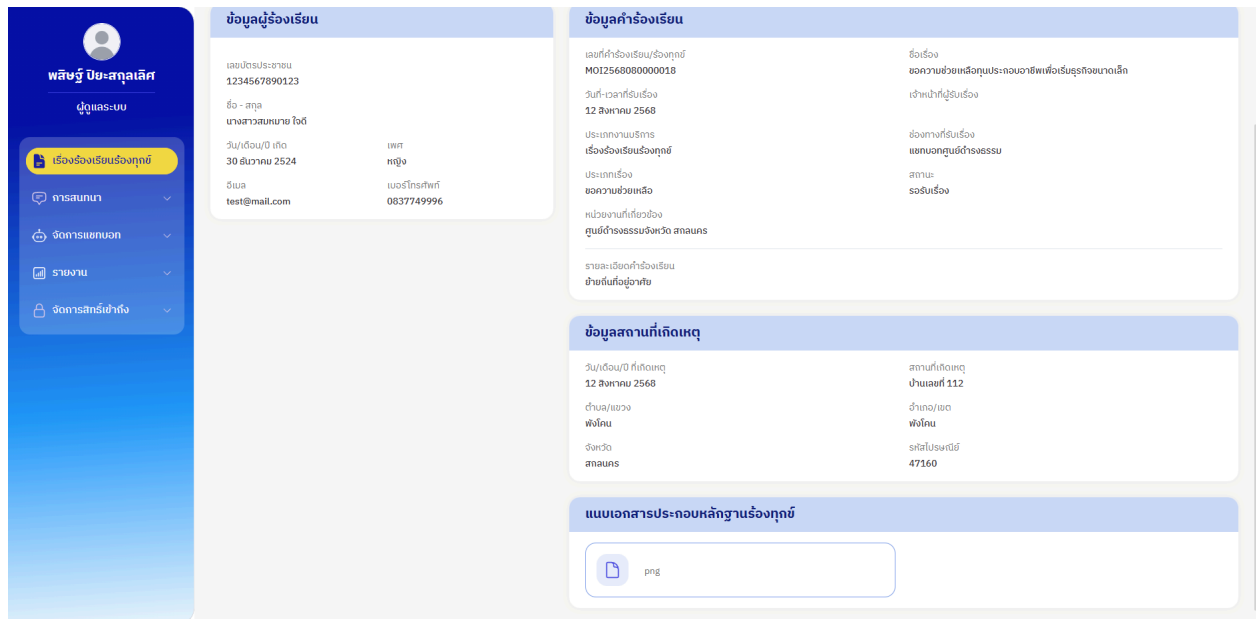 พสิษฐ์ ปิยะสกุลเลิศ
ผู้ดูแลระบบ
เรื่องร้องเรียนร้องทุกข์
การสนทนา
จัดการแชทบอท
รายงาน
จัดการสิทธิ์เข้าถึง
ข้อมูลผู้ร้องเรียน
เลขบัตรประชาชน
1234567890123
ชื่อ - สกุล
นางสาวสมหมาย ใจดี
วัน/เดือน/ปี เกิด
เพศ
30 ธันวาคม 2524
หญิง
อีเมล
เบอร์โทรศัพท์
test@mail.com
0837749996
ข้อมูลคำร้องเรียน
เลขที่คำร้องเรียน/ร้องทุกข์
ชื่อเรื่อง
MOI2568080000018
ขอความช่วยเหลือทุนประกอบอาชีพเพื่อเริ่มธุรกิจขนาดเล็ก
วันที่-เวลาที่รับเรื่อง
เจ้าหน้าที่ผู้รับเรื่อง
12 สิงหาคม 2568
ประเภทงานบริการ
ช่องทางที่รับเรื่อง
เรื่องร้องเรียนร้องทุกข์
แชทบอทศูนย์ดำรงธรรม
ประเภทเรื่อง
สถานะ
ขอความช่วยเหลือ
รอรับเรื่อง
หน่วยงานที่เกี่ยวข้อง
ศูนย์ดำรงธรรมจังหวัด สกลนคร
รายละเอียดคำร้องเรียน
ย้ายถิ่นที่อยู่อาศัย
ข้อมูลสถานที่เกิดเหตุ
วัน/เดือน/ปี ที่เกิดเหตุ
สถานที่เกิดเหตุ
12 สิงหาคม 2568
บ้านเลขที่ 112
ตำบล/แขวง
อำเภอ/เขต
พังโคน
พังโคน
จังหวัด
รหัสไปรษณีย์
สกลนคร
47160
แนบเอกสารประกอบหลักฐานร้องทุกข์
png